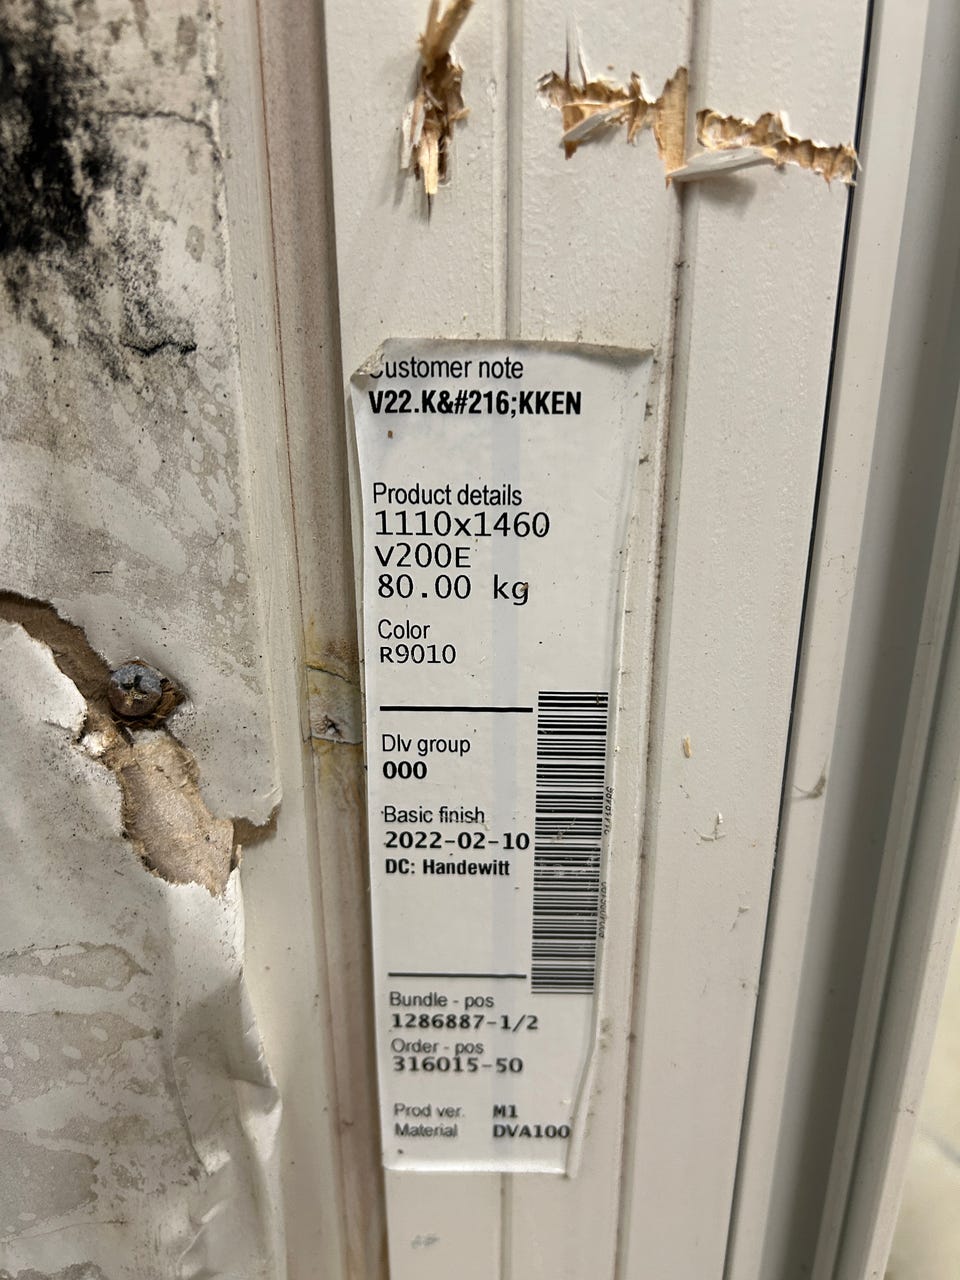 Customer note
V22.K&#216;KKEN
Product details
1110x1460
V200E
80.00 kg
Color
R9010
Dlv group
000
Basic finish
2022-02-10
DC: Handewitt
Bundle - pos
1286887-1/2
Order - pos
316015-50
Prod ver. M1
Material DVA100